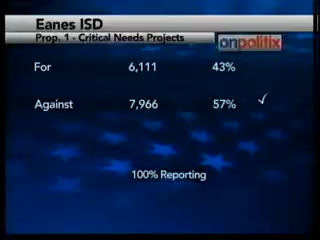 Eanes ISD
Prop. 1 - Critical Needs Projects onpolitix
For 6,111 43%
Against 7,966 57%
100% Reporting